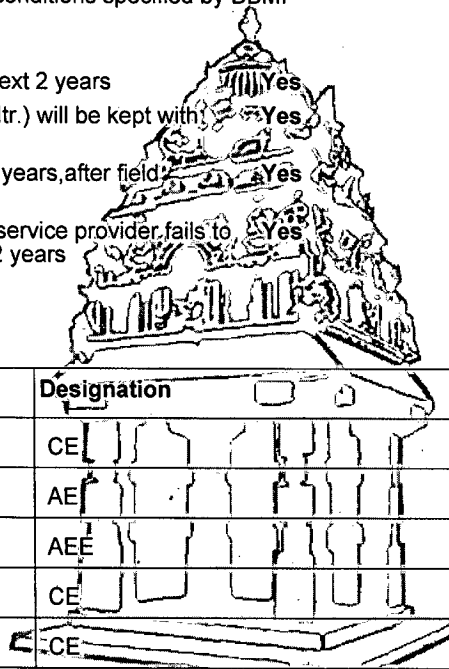 conditions specified by DDMI
ext 2 years Yes
tr.) will be kept with Yes
years,after field Yes
service provider fails to Yes
2 years
Designation
CE
AE
AEE
CE
CE